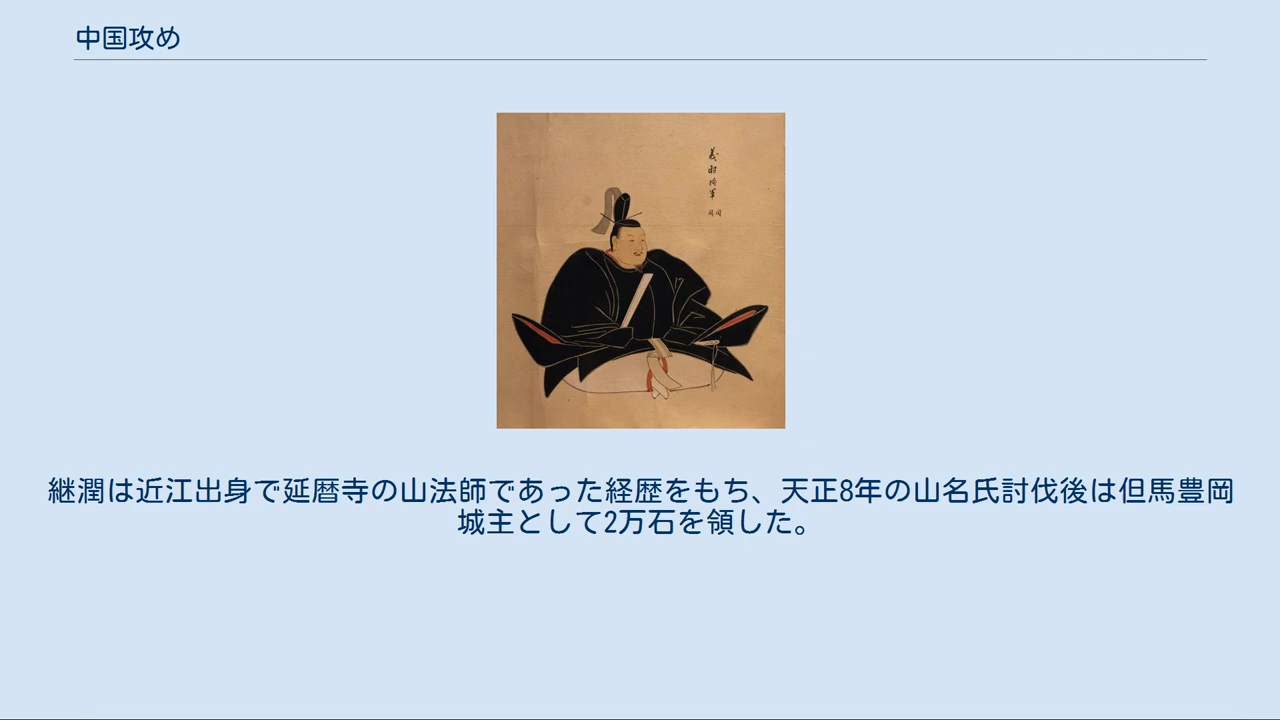 中国攻め
継潤は近江出身で延暦寺の山法師であった経歴をもち、天正8年の山名氏討伐後は但馬豊岡
城主として2万石を領した。